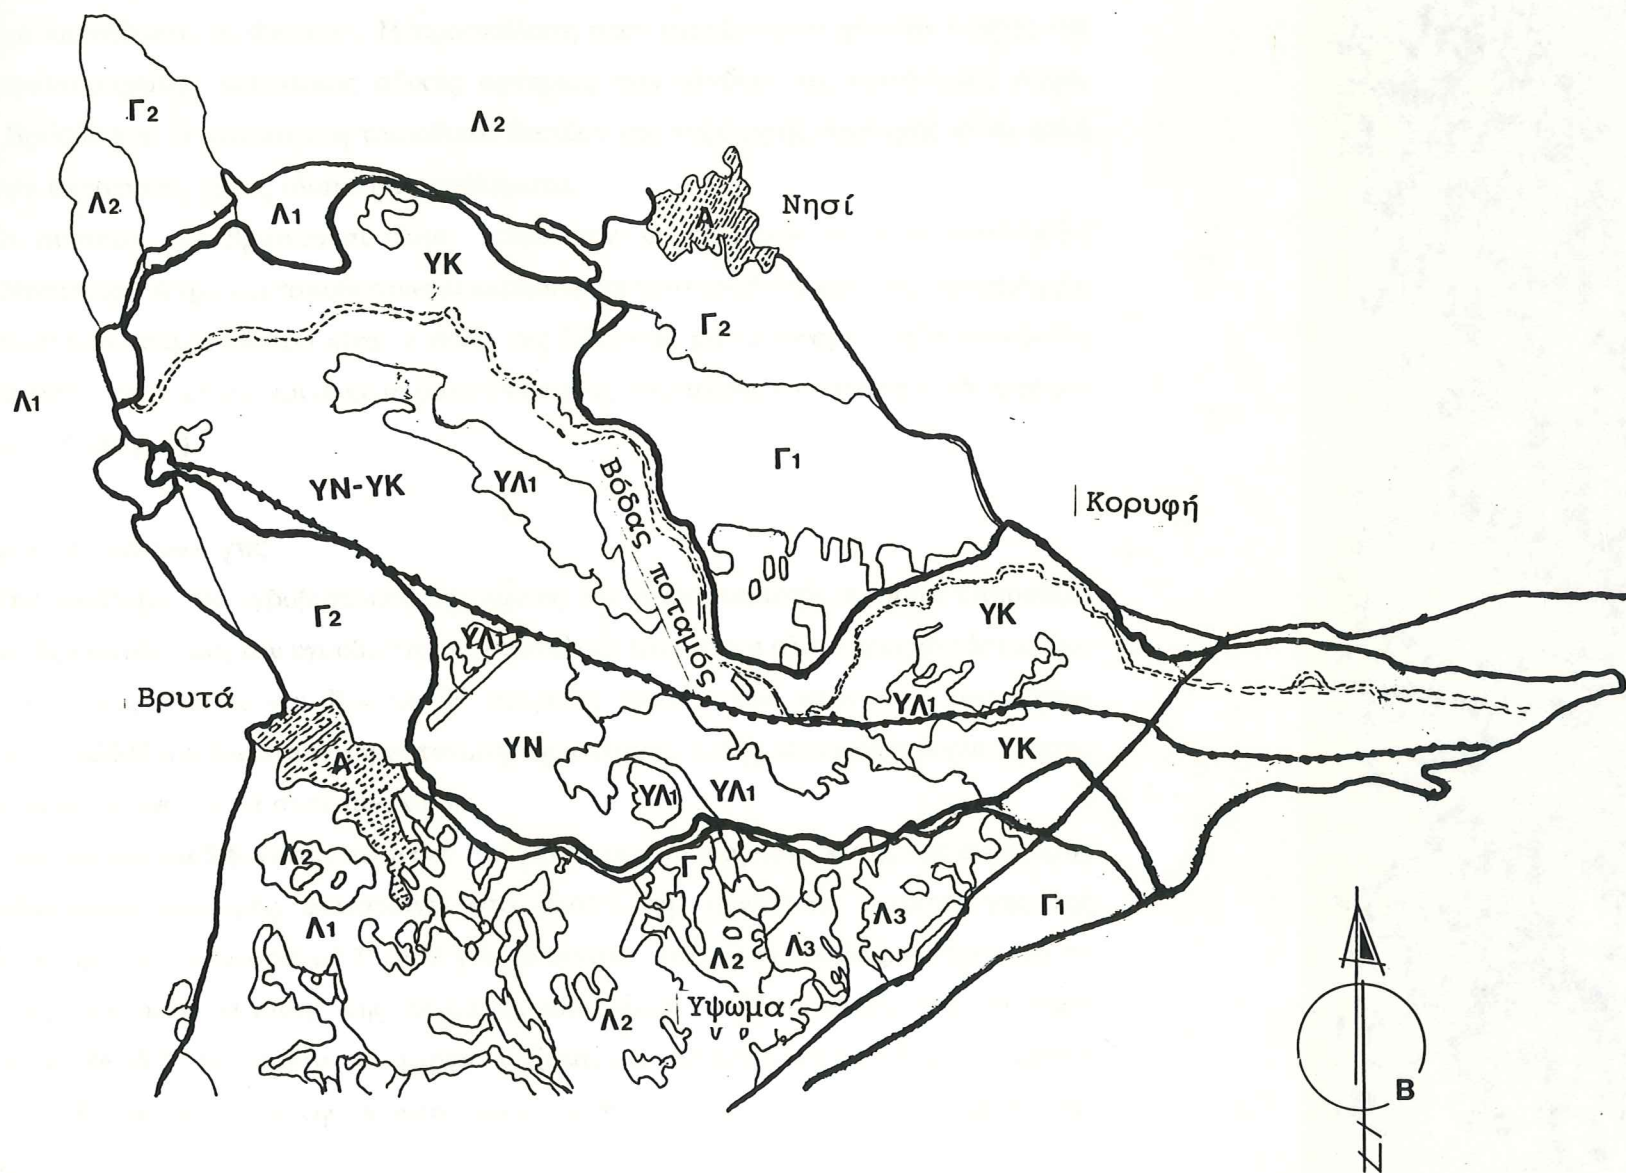 Γ2
Λ2
Λ2
Λ1
Α
Νησί
ΥΚ
Γ2
Λ1
Γ1
ΥΝ-ΥΚ
ΥΛ1
Βόδας ποταμός
Κορυφή
Γ2
ΥΛ1
ΥΚ
Βρυτά
ΥΛ1
ΥΝ
ΥΚ
Α
ΥΛ1
ΥΛ1
Λ2
Γ
Λ3
Γ1
Λ1
Λ2
Λ3
Λ2
Υψωμα
Β